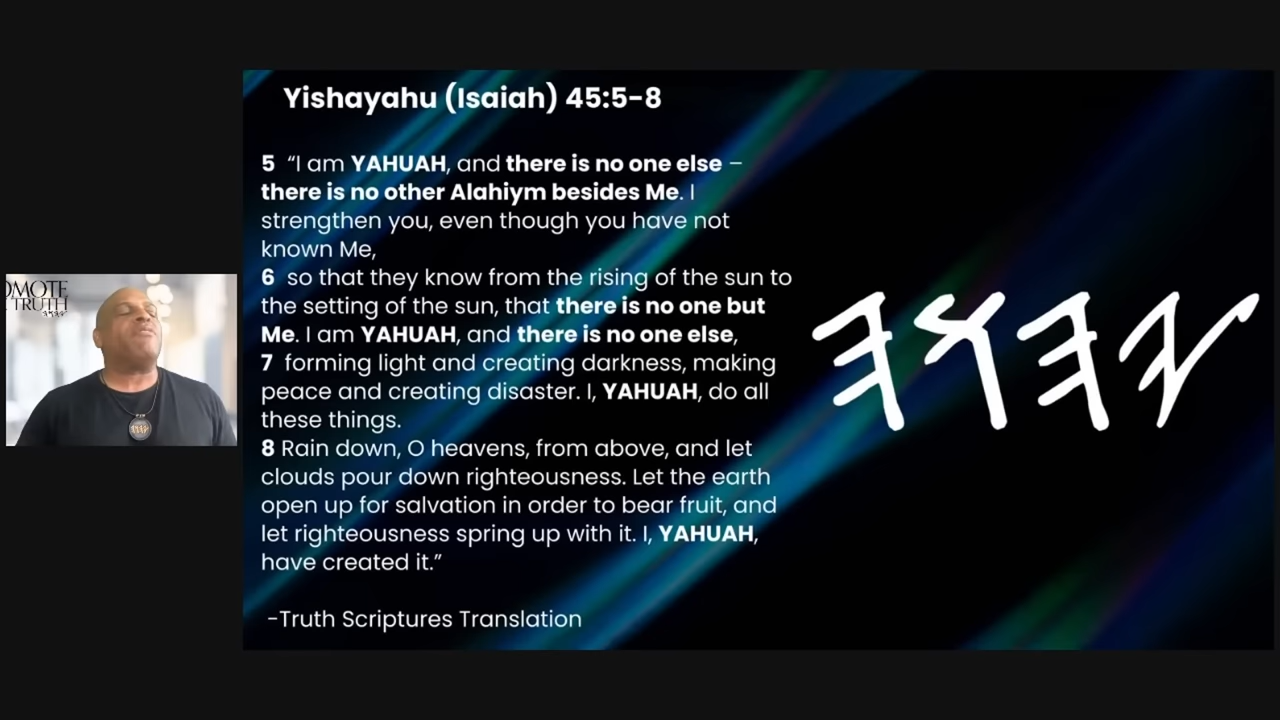 Yishayahu (Isaiah) 45:5-8
5 “I am YAHUAH, and there is no one else –
there is no other Alahiym besides Me. I
strengthen you, even though you have not
known Me,
6 so that they know from the rising of the sun to
the setting of the sun, that there is no one but
Me. I am YAHUAH, and there is no one else,
7 forming light and creating darkness, making
peace and creating disaster. I, YAHUAH, do all
these things.
8 Rain down, O heavens, from above, and let
clouds pour down righteousness. Let the earth
open up for salvation in order to bear fruit, and
let righteousness spring up with it. I, YAHUAH,
have created it.”
-Truth Scriptures Translation
𐤉𐤄𐤅𐤄
TRUTH